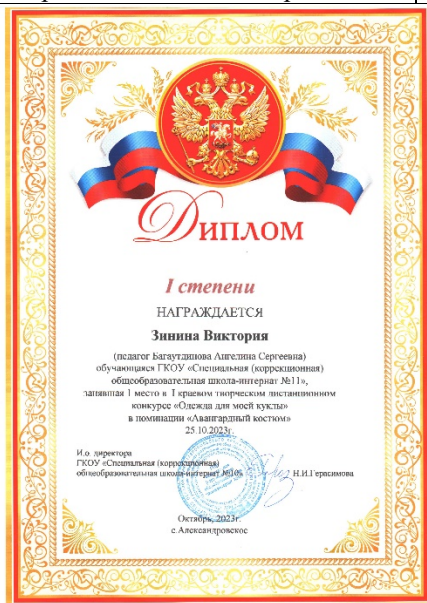 Диплом
I степени
НАГРАЖДАЕТСЯ
Зинина Виктория
(педагог Багаутдинова Ангелина Сергеевна)
обучающаяся ГКОУ «Специальная (коррекционная)
общеобразовательная школа-интернат №11»,
занявшая 1 место в I краевом творческом дистанционном
конкурсе «Одежда для моей куклы»
в номинации «Авангардный костюм»
25.10.2023г.
И.о. директора
ГКОУ «Специальная (коррекционная)
общеобразовательная школа-интернат №10» Н.И.Герасимова
Октябрь, 2023г.
с.Александровское